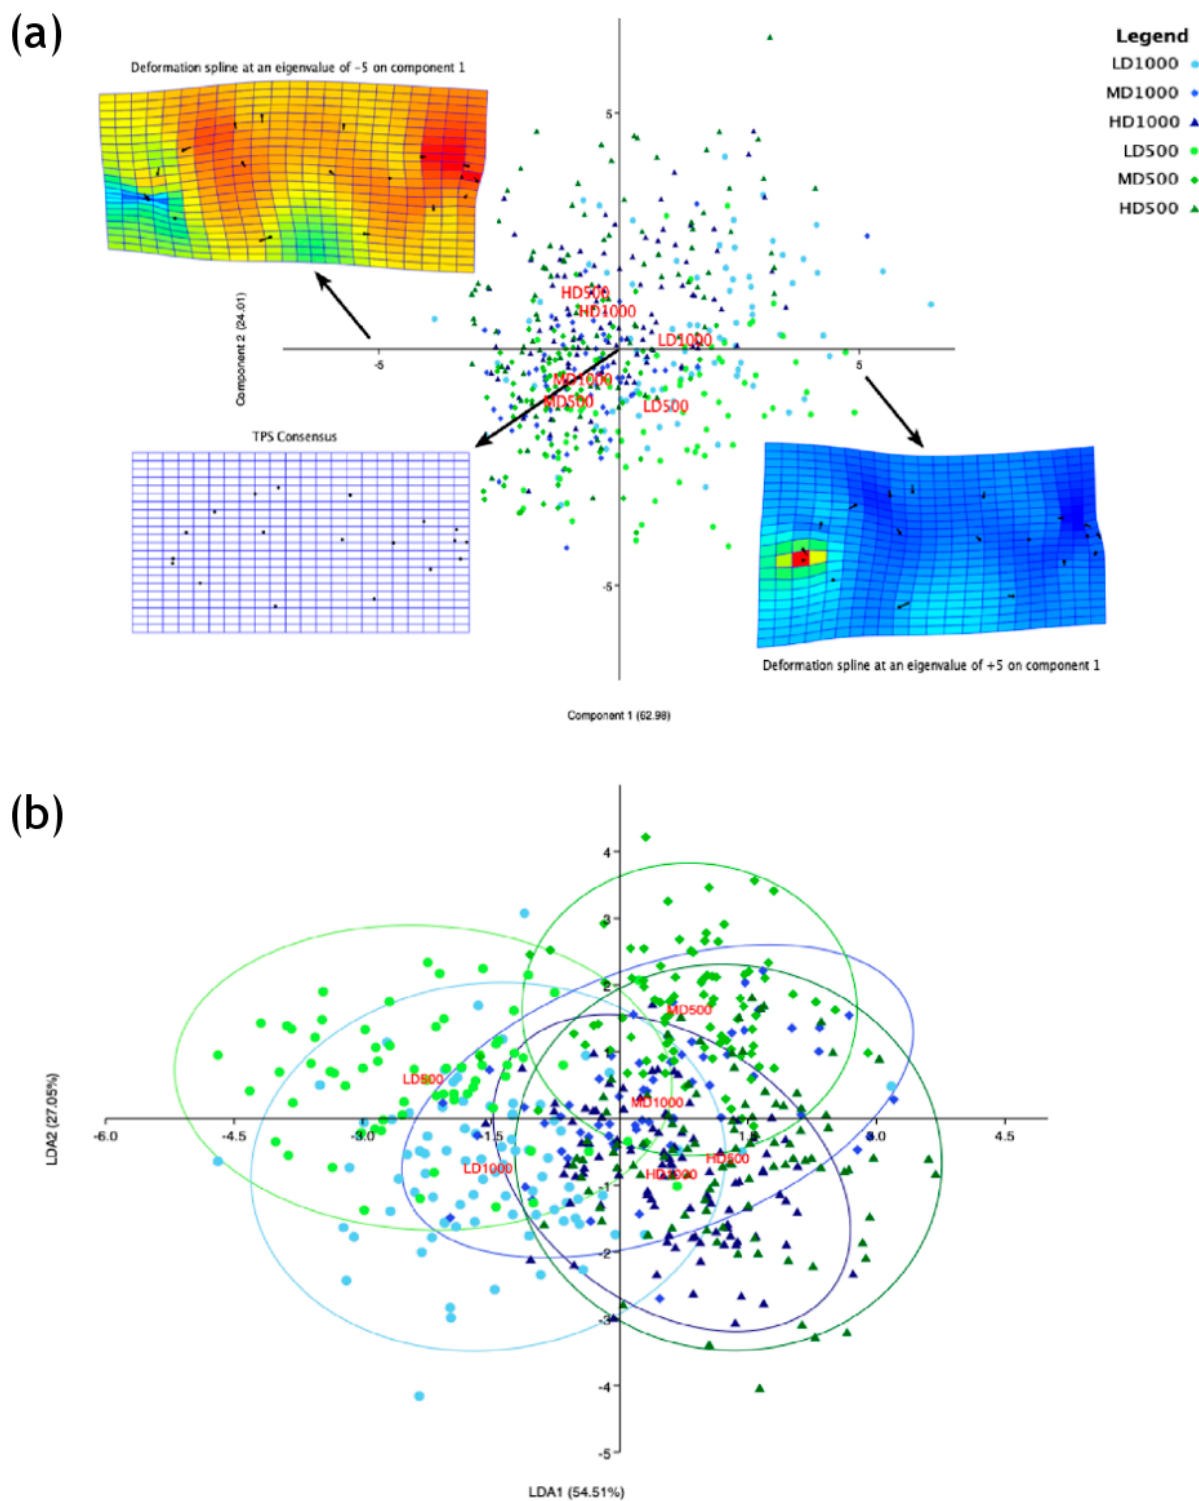 (a)
Deformation spline at an eigenvalue of -5 on component 1
Legend
LD1000
MD1000
HD1000
LD500
MD500
HD500
5
HD500
HD1000
LD1000
-5
5
Component 2 (24.01)
MD1000
MD500
LD500
TPS Consensus
-5
Deformation spline at an eigenvalue of +5 on component 1
Component 1 (62.98)
(b)
4
3
2
MD500
LD500
MD1000
-6.0
-4.5
-3.0
-1.5
1.5
3.0
4.5
LDA2 (27.05%)
HD500
LD1000
HD1000
-1
-2
-3
-4
-5
LDA1 (54.51%)